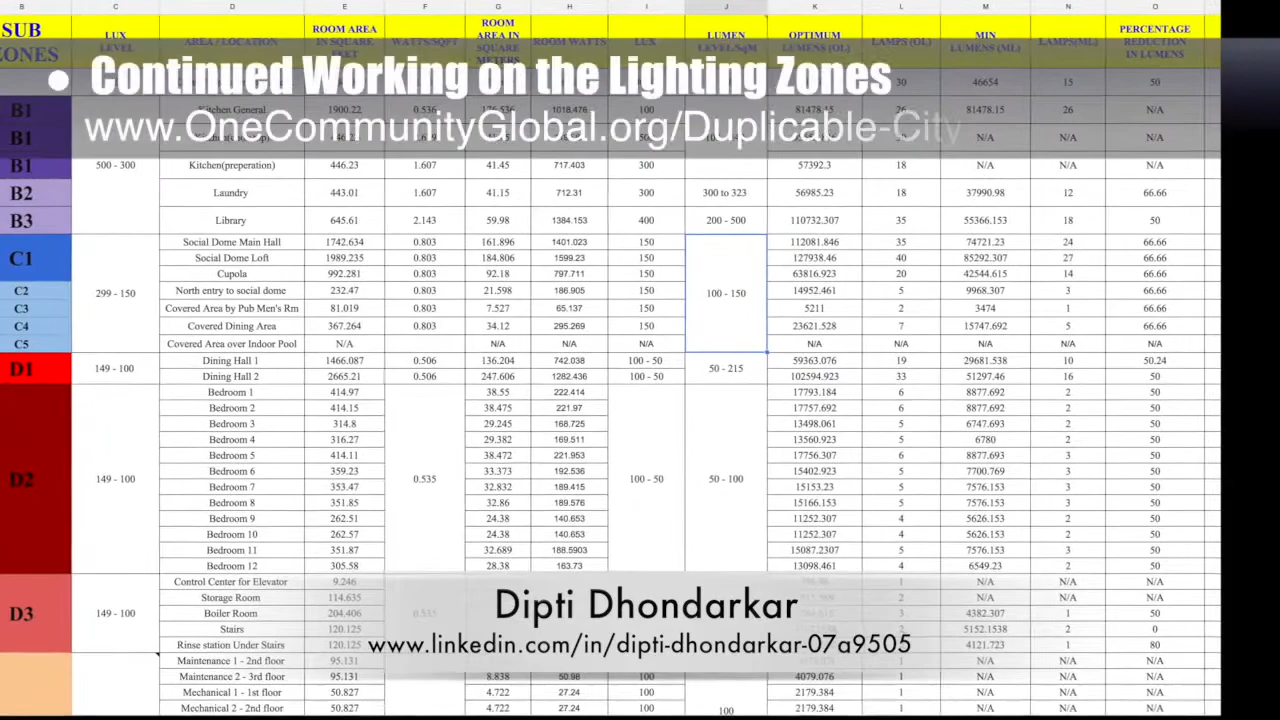 B C D E F G H I J K L M N O
SUB ZONES LUX LEVEL AREA / LOCATION ROOM AREA IN SQUARE FEET WATTS/SQFT ROOM AREA IN SQUARE METERS ROOM WATTS LUX LUMEN LEVEL/SqM OPTIMUM LUMENS (OL) LAMPS (OL) MIN LUMENS (ML) LAMPS(ML) PERCENTAGE REDUCTION IN LUMENS
• Continued Working on the Lighting Zones
www.OneCommunityGlobal.org/Duplicable-City
30 46654 15 50
B1 Kitchen General 1900.22 0.536 176.536 1018.476 100 81478.15 26 81478.15 26 N/A
B1 N/A N/A N/A
B1 500 - 300 Kitchen(preperation) 446.23 1.607 41.45 717.403 300 57392.3 18 N/A N/A N/A
B2 Laundry 443.01 1.607 41.15 712.31 300 300 to 323 56985.23 18 37990.98 12 66.66
B3 Library 645.61 2.143 59.98 1384.153 400 200 - 500 110732.307 35 55366.153 18 50
C1 Social Dome Main Hall 1742.634 0.803 161.896 1401.023 150 112081.846 35 74721.23 24 66.66
Social Dome Loft 1989.235 0.803 184.806 1599.23 150 127938.46 40 85292.307 27 66.66
Cupola 992.281 0.803 92.18 797.711 150 63816.923 20 42544.615 14 66.66
C2 299 - 150 North entry to social dome 232.47 0.803 21.598 186.905 150 100 - 150 14952.461 5 9968.307 3 66.66
C3 Covered Area by Pub Men's Rm 81.019 0.803 7.527 65.137 150 5211 2 3474 1 66.66
C4 Covered Dining Area 367.264 0.803 34.12 295.269 150 23621.528 7 15747.692 5 66.66
C5 Covered Area over Indoor Pool N/A N/A N/A N/A N/A N/A N/A N/A N/A N/A
D1 149 - 100 Dining Hall 1 1466.087 0.506 136.204 742.038 100 - 50 50 - 215 59363.076 19 29681.538 10 50.24
Dining Hall 2 2665.21 0.506 247.606 1282.436 100 - 50 102594.923 33 51297.46 16 50
Bedroom 1 414.97 38.55 222.414 17793.184 6 8877.692 2 50
Bedroom 2 414.15 38.475 221.97 17757.692 6 8877.692 2 50
Bedroom 3 314.8 29.245 168.725 13498.061 5 6747.693 2 50
Bedroom 4 316.27 29.382 169.511 13560.923 5 6780 2 50
Bedroom 5 414.11 38.472 221.953 17756.307 6 8877.693 2 50
Bedroom 6 359.23 33.373 192.536 15402.923 5 7700.769 3 50
D2 149 - 100 Bedroom 7 353.47 0.535 32.832 189.415 100 - 50 50 - 100 15153.23 5 7576.153 3 50
Bedroom 8 351.85 32.86 189.576 15166.153 5 7576.153 3 50
Bedroom 9 262.51 24.38 140.653 11252.307 4 5626.153 2 50
Bedroom 10 262.57 24.38 140.653 11252.307 4 5626.153 2 50
Bedroom 11 351.87 32.689 188.5903 15087.2307 5 7576.153 3 50
Bedroom 12 305.58 28.38 163.73 13098.461 4 6549.23 2 50
Control Center for Elevator 9.246 1 N/A N/A N/A
Storage Room 114.635 2 N/A N/A N/A
D3 149 - 100 Boiler Room 204.406 0.535 3 4382.307 1 50
Stairs 120.125 2 5152.1538 2 0
Rinse station Under Stairs 120.125 4121.723 1 80
Dipti Dhondarkar
www.linkedin.com/in/dipti-dhondarkar-07a9505
Maintenance 1 - 2nd floor 95.131 1 N/A N/A N/A
Maintenance 2 - 3rd floor 95.131 8.838 50.98 100 4079.076 1 N/A N/A N/A
Mechanical 1 - 1st floor 50.827 4.722 27.24 100 2179.384 1 N/A N/A N/A
Mechanical 2 - 2nd floor 50.827 4.722 27.24 100 100 2179.384 1 N/A N/A N/A